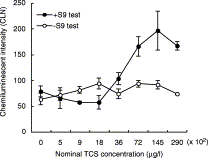 Chemiluminescent intensity (CLN)
250
200
150
100
50
0
+S9 test
-S9 test
0 5 9 18 36 72 145 290 (x 10²)
Nominal TCS concentration (µg/l)